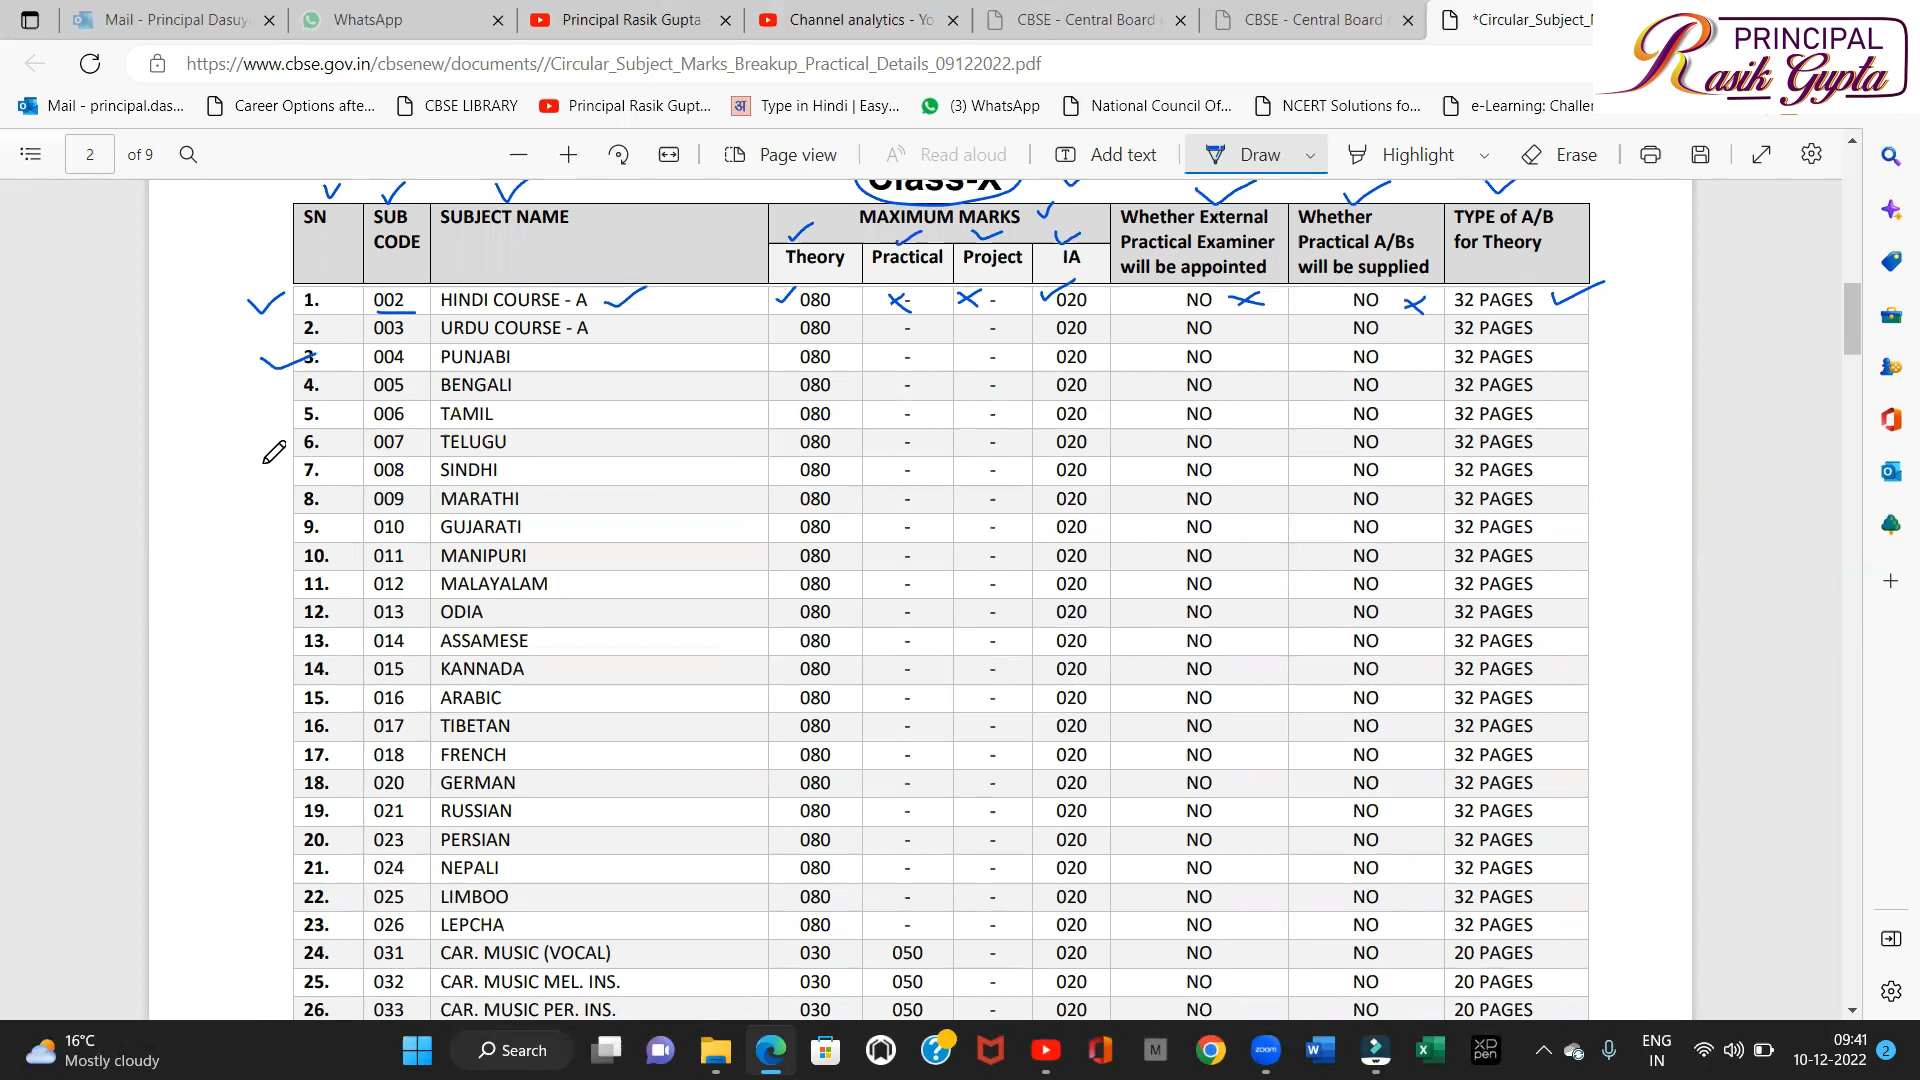 Mail - Principal Dasuy
WhatsApp
Principal Rasik Gupta
Channel analytics - Yo
CBSE - Central Board
CBSE - Central Board
*Circular_Subject_
PRINCIPAL
Rasik Gupta
https://www.cbse.gov.in/cbsenew/documents//Circular_Subject_Marks_Breakup_Practical_Details_09122022.pdf
Mail - principal.das...
Career Options afte...
CBSE LIBRARY
Principal Rasik Gupt...
अ
Type in Hindi | Easy...
(3) WhatsApp
National Council Of...
NCERT Solutions fo...
e-Learning: Challe
2 of 9
Page view
Read aloud
Add text
Draw
Highlight
Erase
Class-X
SN SUB CODE SUBJECT NAME MAXIMUM MARKS Whether External Practical Examiner will be appointed Whether Practical A/Bs will be supplied TYPE of A/B for Theory
Theory Practical Project IA
1. 002 HINDI COURSE - A 080 - - 020 NO NO 32 PAGES
2. 003 URDU COURSE - A 080 - - 020 NO NO 32 PAGES
3. 004 PUNJABI 080 - - 020 NO NO 32 PAGES
4. 005 BENGALI 080 - - 020 NO NO 32 PAGES
5. 006 TAMIL 080 - - 020 NO NO 32 PAGES
6. 007 TELUGU 080 - - 020 NO NO 32 PAGES
7. 008 SINDHI 080 - - 020 NO NO 32 PAGES
8. 009 MARATHI 080 - - 020 NO NO 32 PAGES
9. 010 GUJARATI 080 - - 020 NO NO 32 PAGES
10. 011 MANIPURI 080 - - 020 NO NO 32 PAGES
11. 012 MALAYALAM 080 - - 020 NO NO 32 PAGES
12. 013 ODIA 080 - - 020 NO NO 32 PAGES
13. 014 ASSAMESE 080 - - 020 NO NO 32 PAGES
14. 015 KANNADA 080 - - 020 NO NO 32 PAGES
15. 016 ARABIC 080 - - 020 NO NO 32 PAGES
16. 017 TIBETAN 080 - - 020 NO NO 32 PAGES
17. 018 FRENCH 080 - - 020 NO NO 32 PAGES
18. 020 GERMAN 080 - - 020 NO NO 32 PAGES
19. 021 RUSSIAN 080 - - 020 NO NO 32 PAGES
20. 023 PERSIAN 080 - - 020 NO NO 32 PAGES
21. 024 NEPALI 080 - - 020 NO NO 32 PAGES
22. 025 LIMBOO 080 - - 020 NO NO 32 PAGES
23. 026 LEPCHA 080 - - 020 NO NO 32 PAGES
24. 031 CAR. MUSIC (VOCAL) 030 050 - 020 NO NO 20 PAGES
25. 032 CAR. MUSIC MEL. INS. 030 050 - 020 NO NO 20 PAGES
26. 033 CAR. MUSIC PER. INS. 030 050 - 020 NO NO 20 PAGES
16°C
Mostly cloudy
Search
zoom
M
XD
pen
ENG
IN
09:41
10-12-2022
2